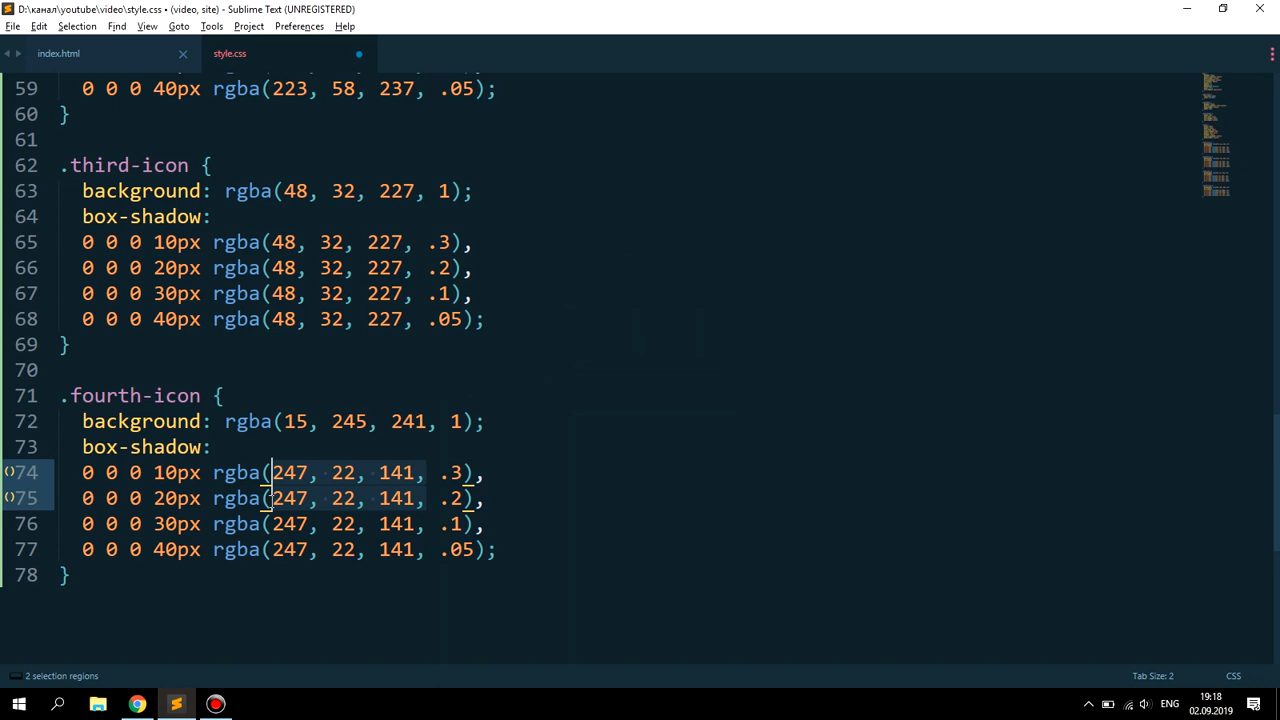 D:\канал\youtube\video\style.css • (video, site) - Sublime Text (UNREGISTERED)
File Edit Selection Find View Goto Tools Project Preferences Help
index.html style.css
59 0 0 0 40px rgba(223, 58, 237, .05);
60 }
61
62 .third-icon {
63 background: rgba(48, 32, 227, 1);
64 box-shadow:
65 0 0 0 10px rgba(48, 32, 227, .3),
66 0 0 0 20px rgba(48, 32, 227, .2),
67 0 0 0 30px rgba(48, 32, 227, .1),
68 0 0 0 40px rgba(48, 32, 227, .05);
69 }
70
71 .fourth-icon {
72 background: rgba(15, 245, 241, 1);
73 box-shadow:
74 0 0 0 10px rgba(247, 22, 141, .3),
75 0 0 0 20px rgba(247, 22, 141, .2),
76 0 0 0 30px rgba(247, 22, 141, .1),
77 0 0 0 40px rgba(247, 22, 141, .05);
78 }
2 selection regions Tab Size: 2 CSS
ENG 19:18
02.09.2019